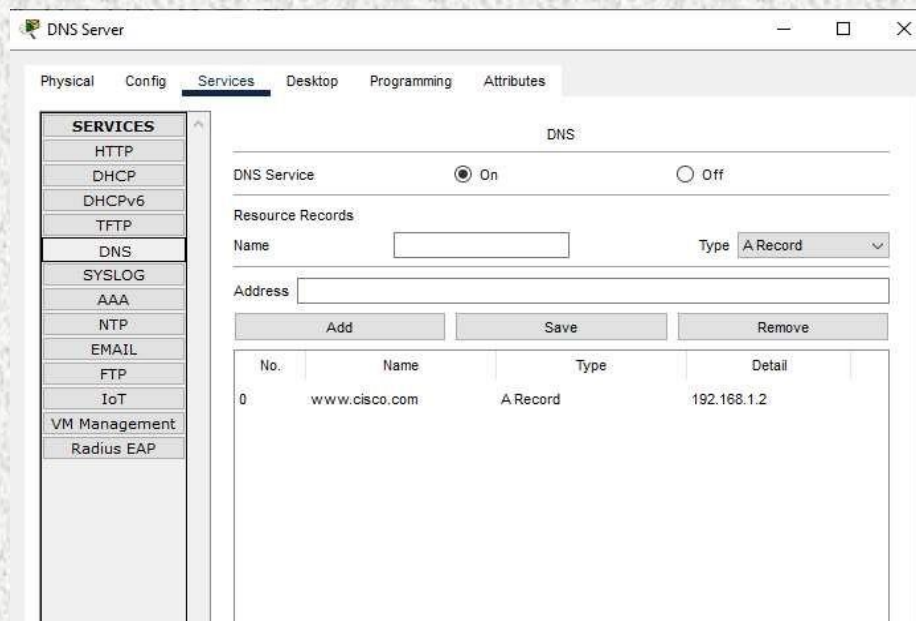 DNS Server
Physical Config Services Desktop Programming Attributes
SERVICES
HTTP
DHCP
DHCPv6
TFTP
DNS
SYSLOG
AAA
NTP
EMAIL
FTP
IoT
VM Management
Radius EAP
DNS
DNS Service On Off
Resource Records
Name Type A Record
Address
Add Save Remove
No. Name Type Detail
0 www.cisco.com A Record 192.168.1.2